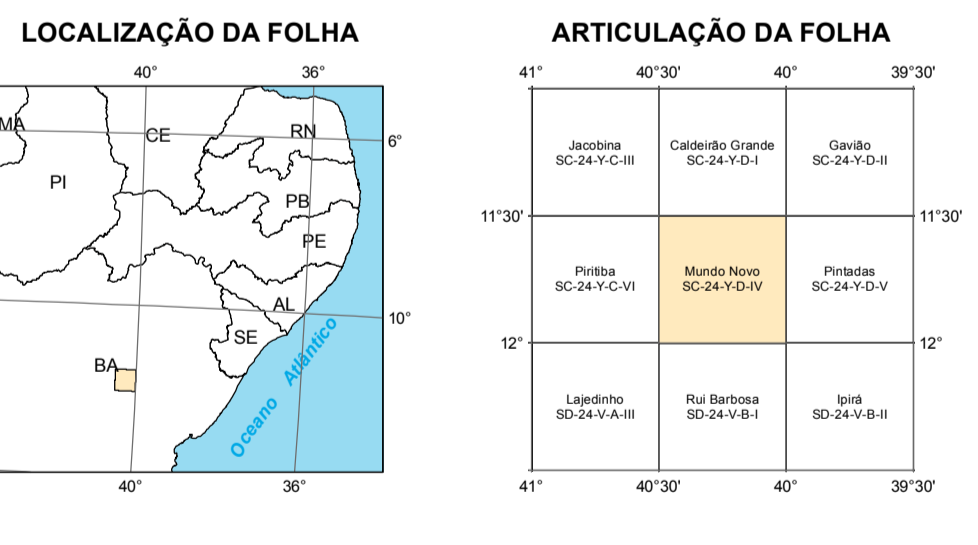 LOCALIZAÇÃO DA FOLHA
40°
36°
MA
CE
RN
6°
PI
PB
PE
AL
10°
SE
BA
Oceano Atlântico
40°
36°
ARTICULAÇÃO DA FOLHA
41°
40°30'
40°
39°30'
Jacobina
SC-24-Y-C-III
Caldeirão Grande
SC-24-Y-D-I
Gavião
SC-24-Y-D-II
11°30'
11°30'
Piritiba
SC-24-Y-C-VI
Mundo Novo
SC-24-Y-D-IV
Pintadas
SC-24-Y-D-V
12°
12°
Lajedinho
SD-24-V-A-III
Rui Barbosa
SD-24-V-B-I
Ipirá
SD-24-V-B-II
41°
40°30'
40°
39°30'